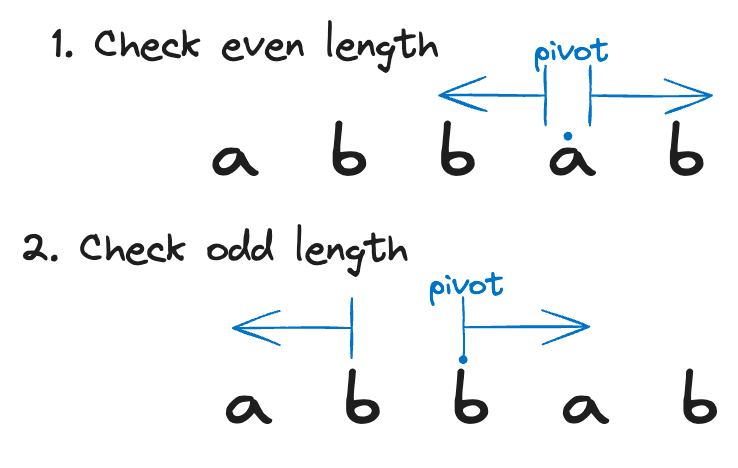 1. Check even length
pivot
a b b a b
2. Check odd length
pivot
a b b a b